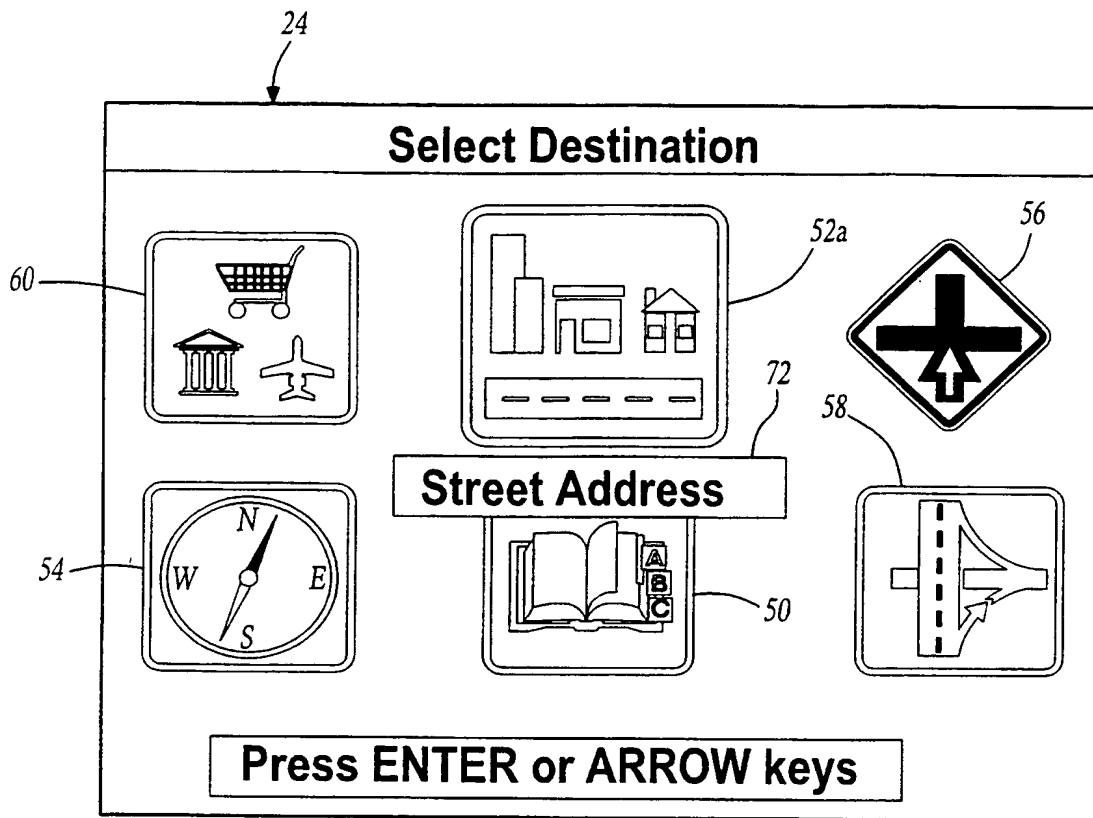 24
Select Destination
60
52a
56
72
58
Street Address
54
N
W
E
S
A
B
C
50
Press ENTER or ARROW keys